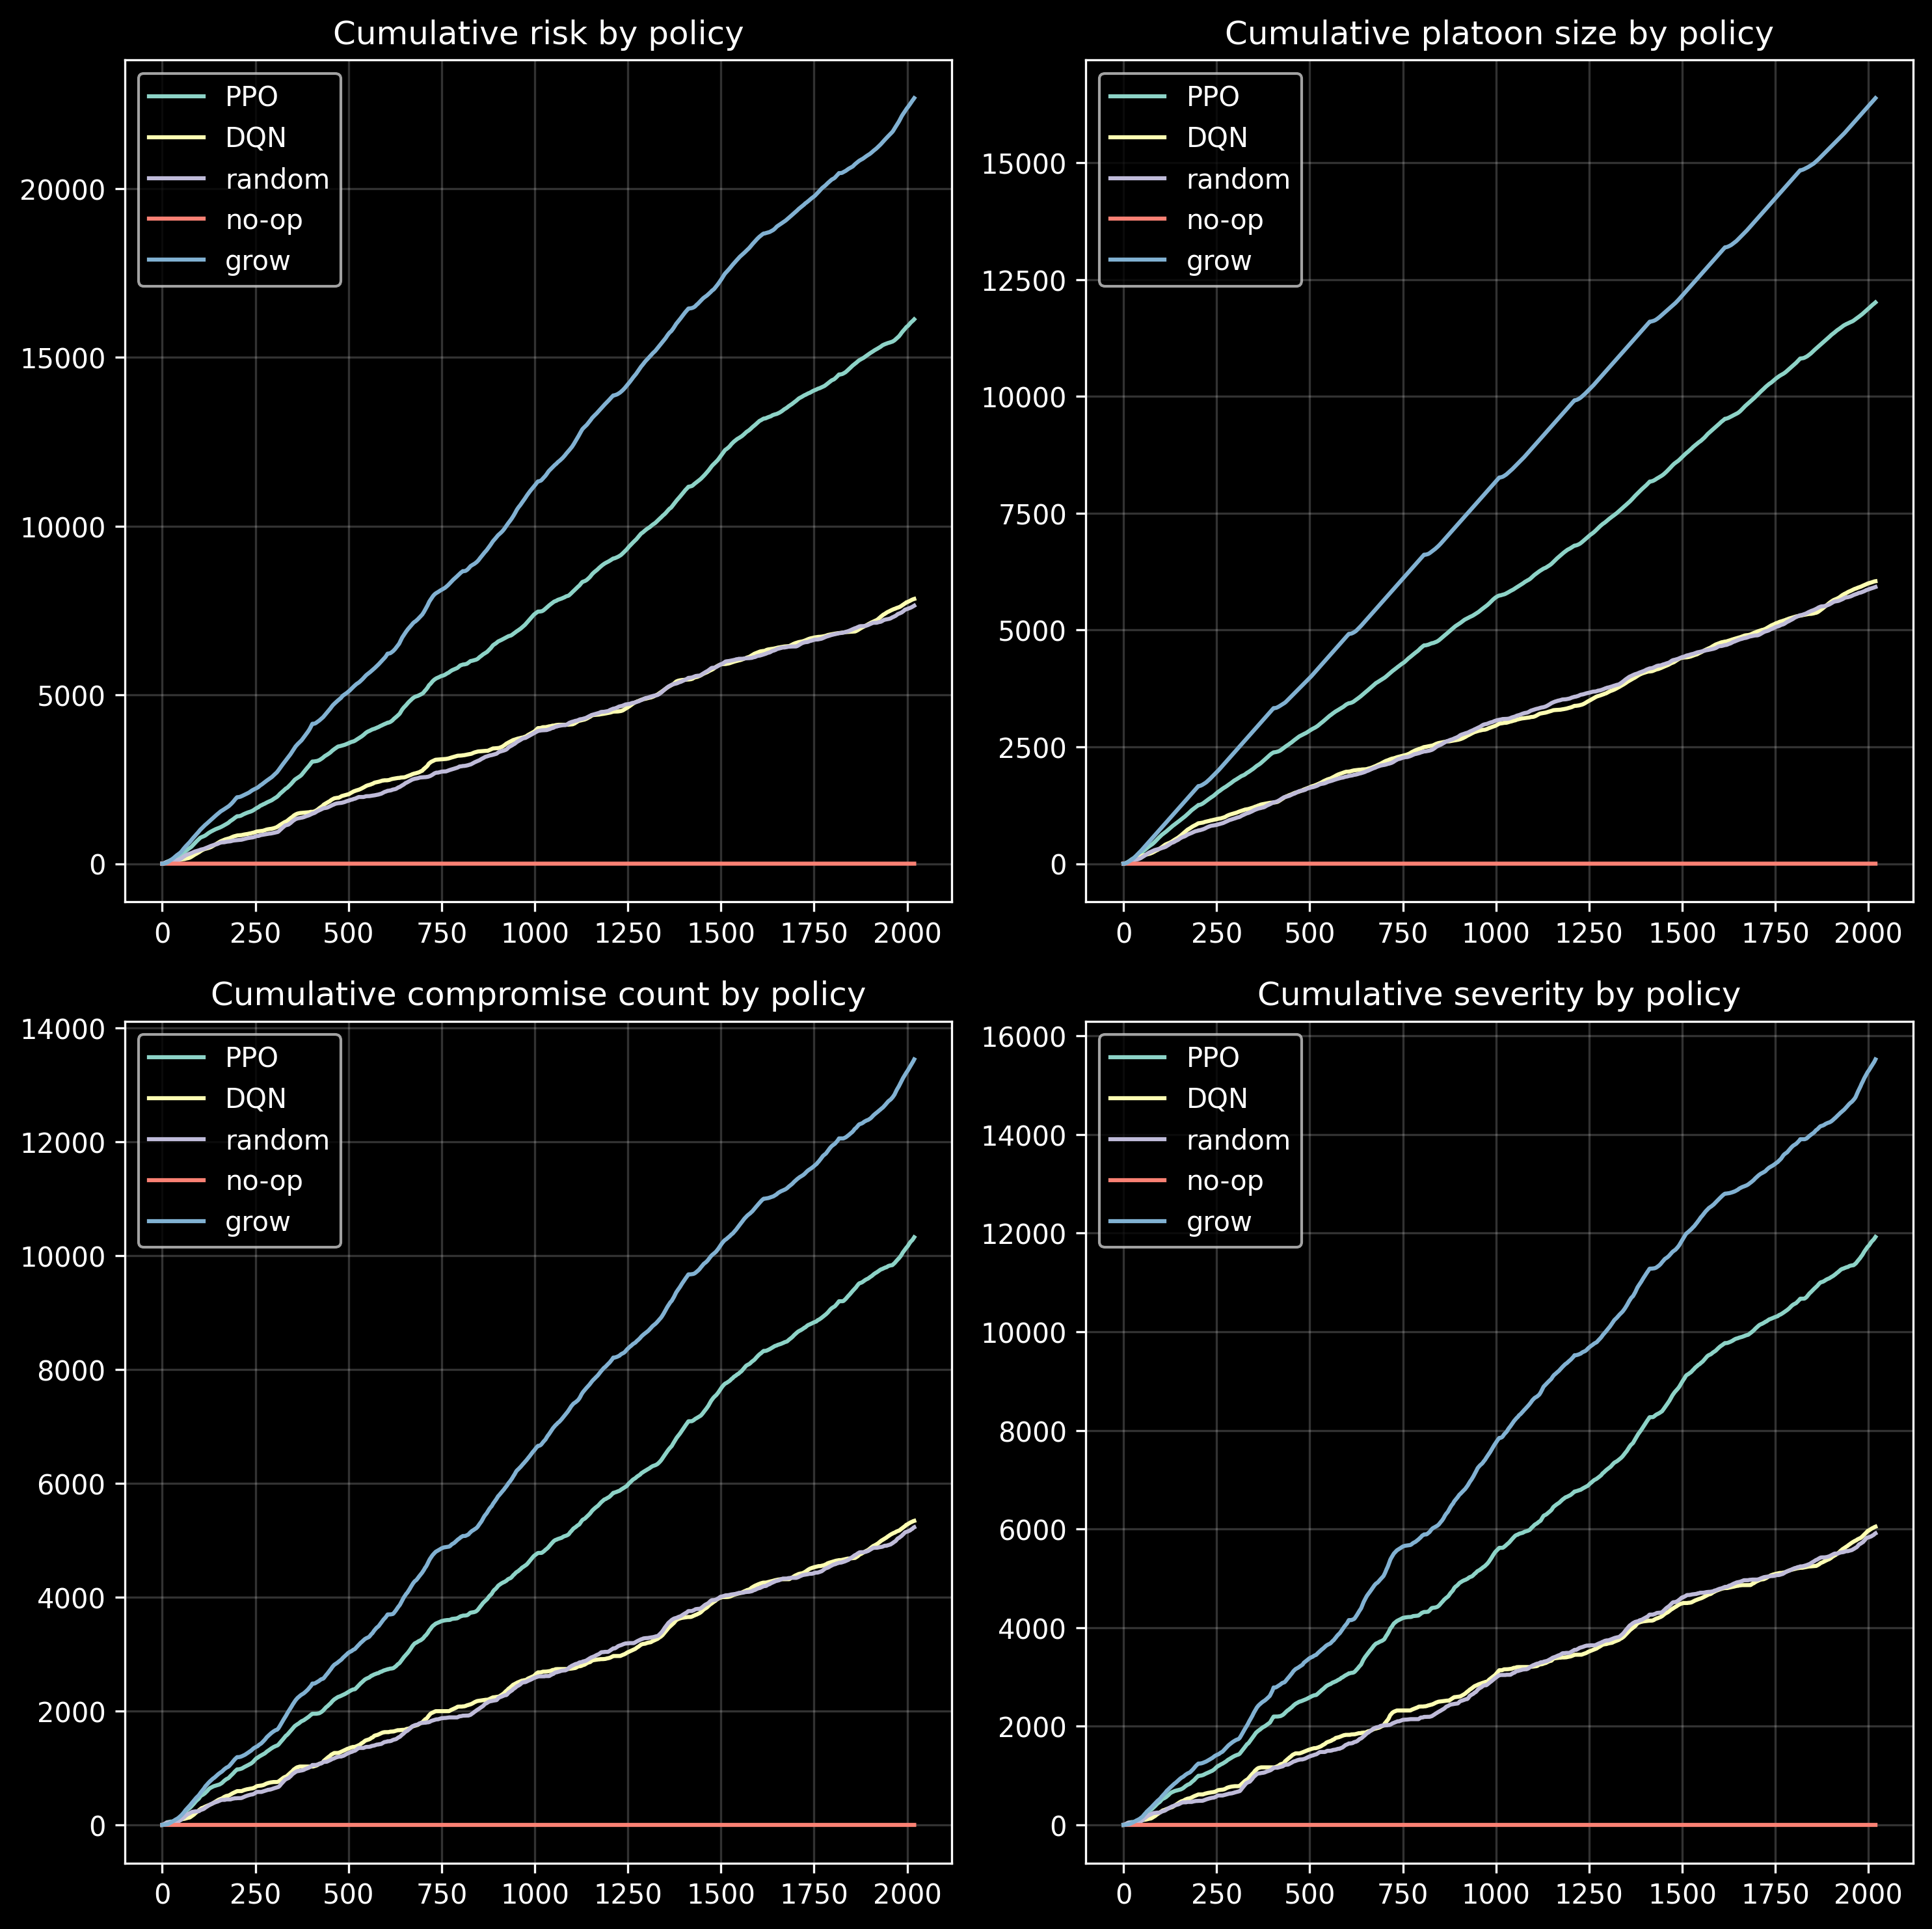 Cumulative risk by policy
PPO
DQN
random
no-op
grow
20000
15000
10000
5000
0
0 250 500 750 1000 1250 1500 1750 2000
Cumulative platoon size by policy
PPO
DQN
random
no-op
grow
15000
12500
10000
7500
5000
2500
0
0 250 500 750 1000 1250 1500 1750 2000
Cumulative compromise count by policy
PPO
DQN
random
no-op
grow
14000
12000
10000
8000
6000
4000
2000
0
0 250 500 750 1000 1250 1500 1750 2000
Cumulative severity by policy
PPO
DQN
random
no-op
grow
16000
14000
12000
10000
8000
6000
4000
2000
0
0 250 500 750 1000 1250 1500 1750 2000